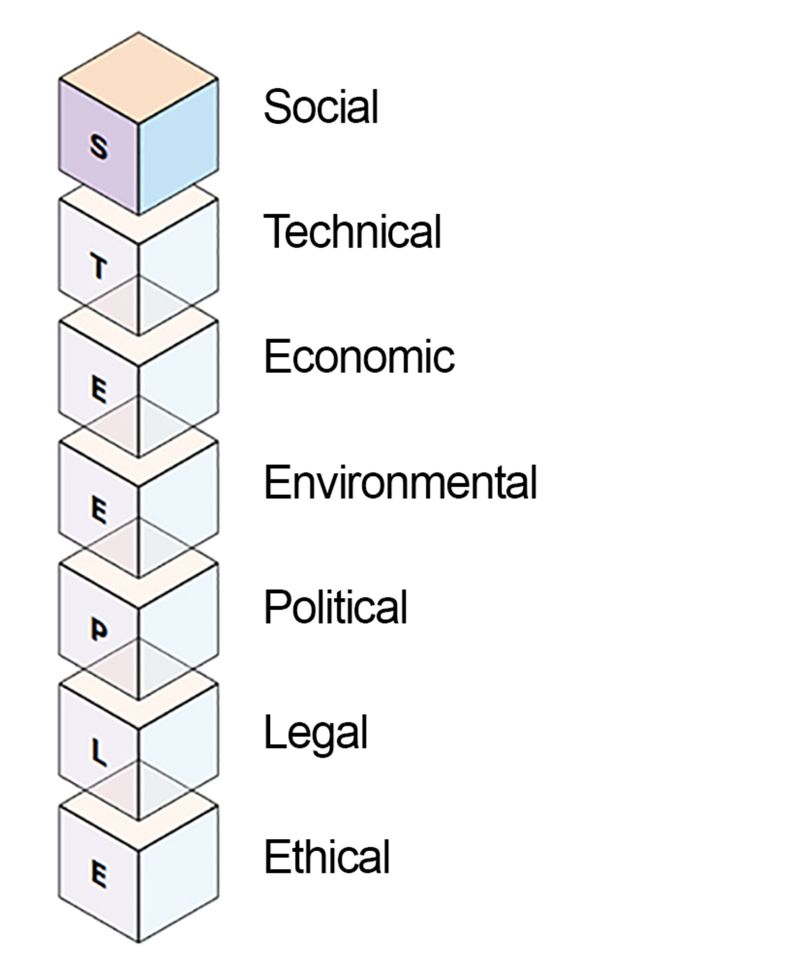 S Social
T Technical
E Economic
E Environmental
P Political
L Legal
E Ethical